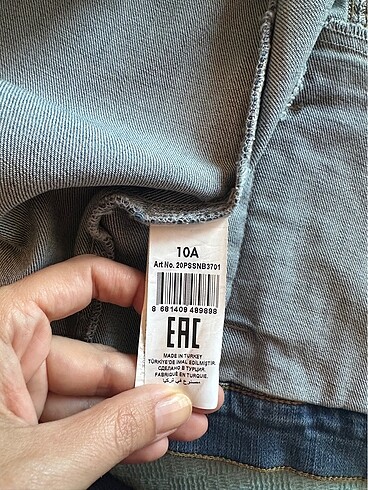 10A
Art No. 20PSSNB3701
8 681409 489898
EAC
MADE IN TURKEY
TÜRKİYE'DE İMAL EDİLMİŞTİR.
СДЕЛАНО В ТУРЦИИ.
FABRIQUÉ EN TURQUIE.
مصنوع في تركيا